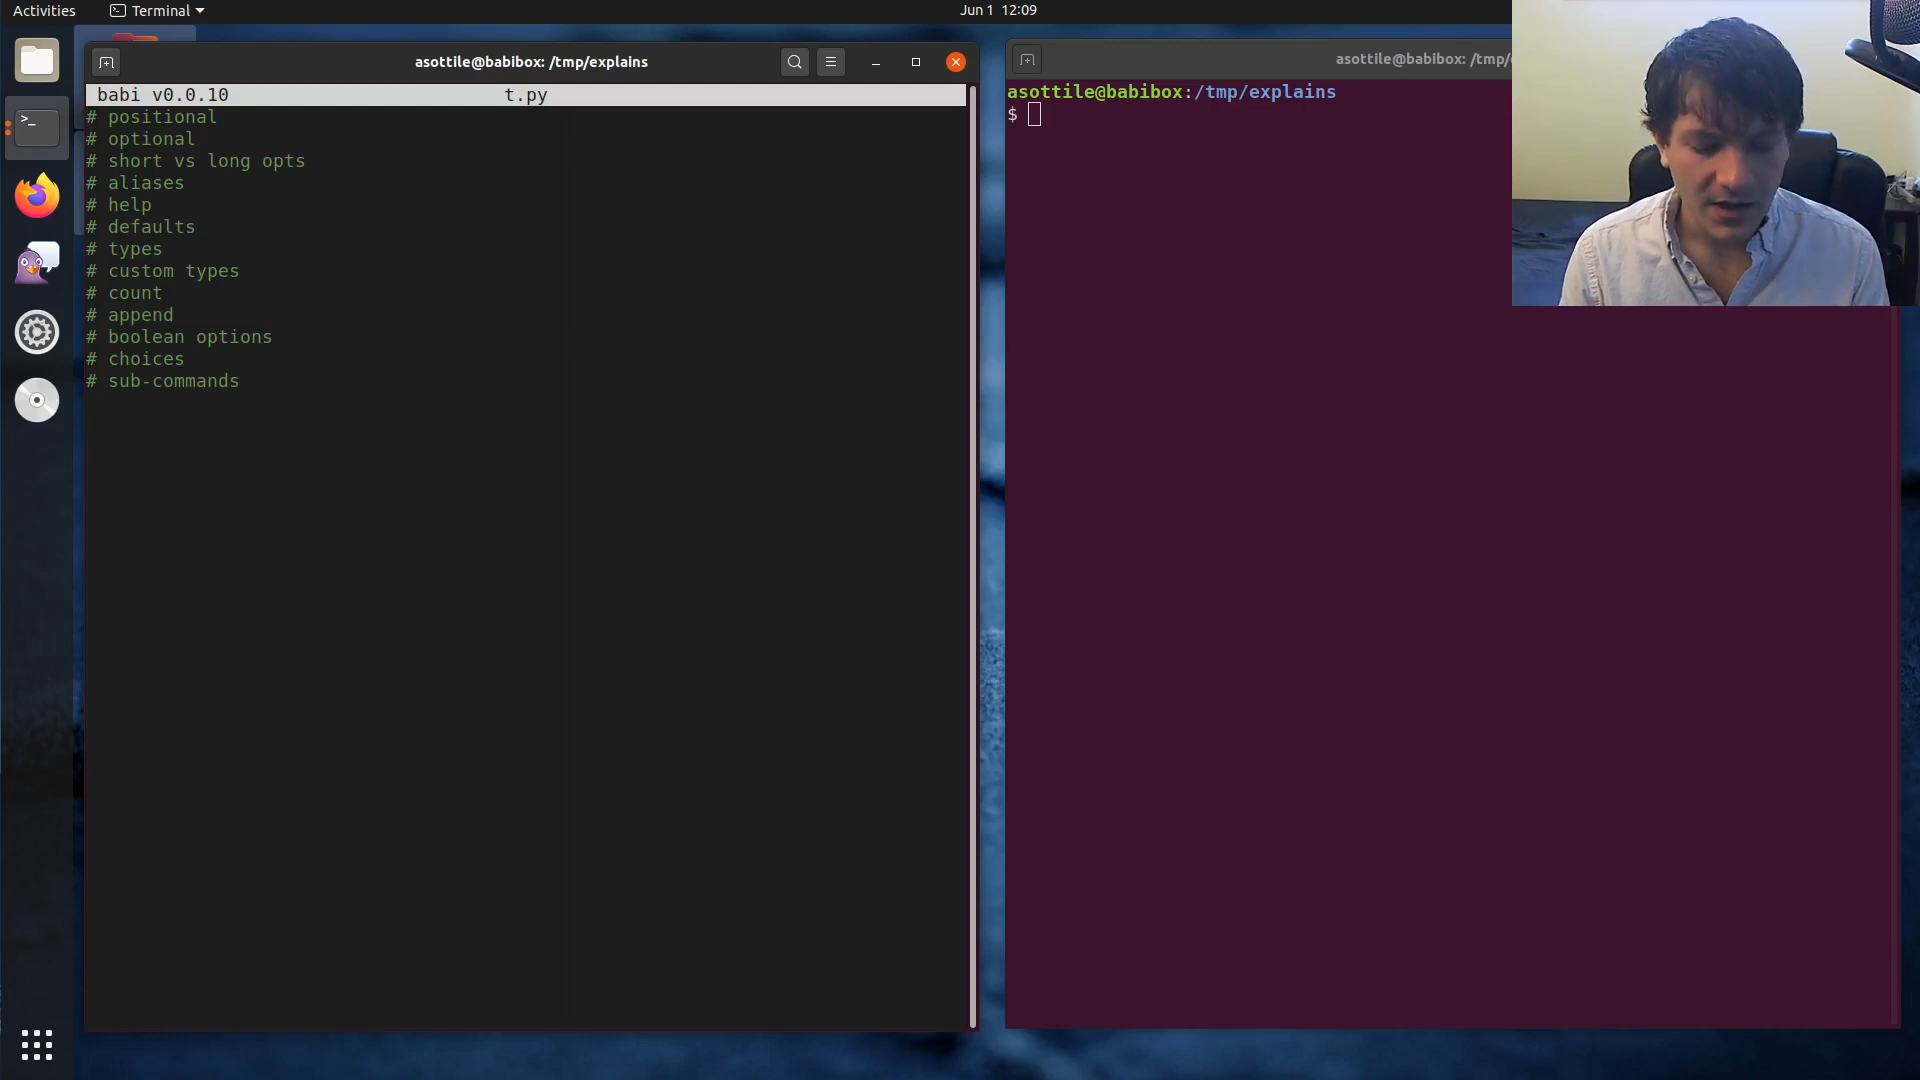 Activities
Terminal
Jun 1 12:09
asottile@babibox: /tmp/explains
babi v0.0.10 t.py
# positional
# optional
# short vs long opts
# aliases
# help
# defaults
# types
# custom types
# count
# append
# boolean options
# choices
# sub-commands
asottile@babibox: /tmp/
asottile@babibox:/tmp/explains
$